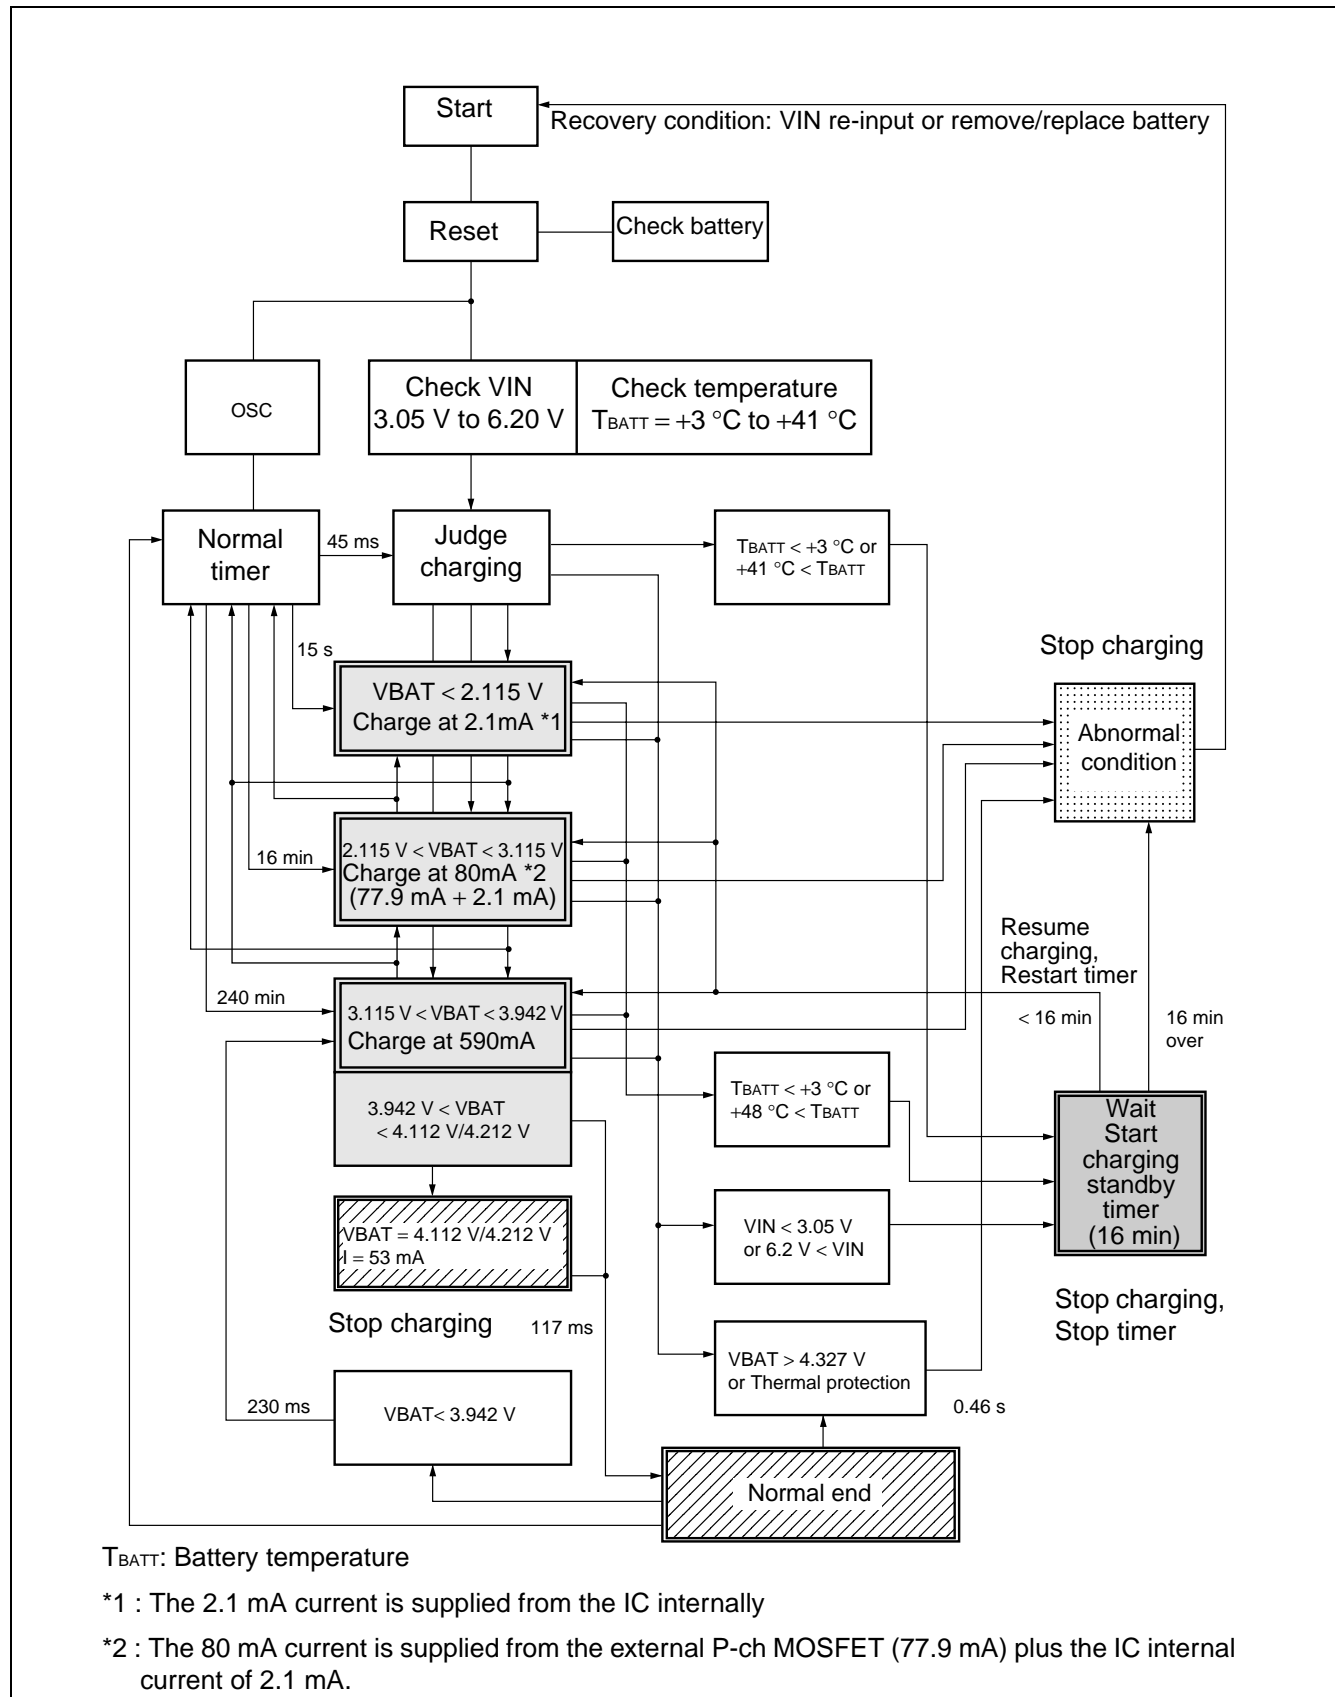 Start
Recovery condition: VIN re-input or remove/replace battery
Reset
Check battery
OSC
Check VIN
3.05 V to 6.20 V
Check temperature
TBATT = +3 °C to +41 °C
Normal
timer
45 ms
Judge
charging
TBATT < +3 °C or
+41 °C < TBATT
15 s
Stop charging
VBAT < 2.115 V
Charge at 2.1mA *1
Abnormal
condition
16 min
2.115 V < VBAT < 3.115 V
Charge at 80mA *2
(77.9 mA + 2.1 mA)
Resume
charging,
Restart timer
240 min
3.115 V < VBAT < 3.942 V
Charge at 590mA
< 16 min
16 min
over
3.942 V < VBAT
< 4.112 V/4.212 V
TBATT < +3 °C or
+48 °C < TBATT
Wait
Start
charging
standby
timer
(16 min)
VBAT = 4.112 V/4.212 V
I = 53 mA
VIN < 3.05 V
or 6.2 V < VIN
Stop charging
117 ms
Stop charging,
Stop timer
VBAT > 4.327 V
or Thermal protection
230 ms
VBAT< 3.942 V
0.46 s
Normal end
TBATT: Battery temperature
*1 : The 2.1 mA current is supplied from the IC internally
*2 : The 80 mA current is supplied from the external P-ch MOSFET (77.9 mA) plus the IC internal
current of 2.1 mA.